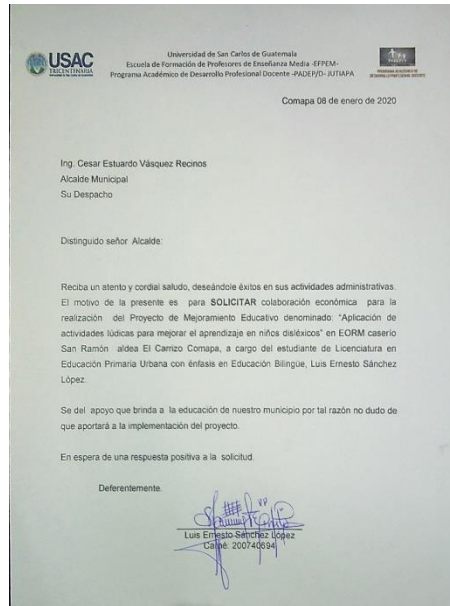 USAC
TRICENTENARIA
Universidad de San Carlos de Guatemala
Escuela de Formación de Profesores de Enseñanza Media -EFPEM-
Programa Académico de Desarrollo Profesional Docente -PADEP/D- JUTIAPA
Comapa 08 de enero de 2020
Ing. Cesar Estuardo Vásquez Recinos
Alcalde Municipal
Su Despacho
Distinguido señor Alcalde:
Reciba un atento y cordial saludo, deseándole éxitos en sus actividades administrativas.
El motivo de la presente es para SOLICITAR colaboración económica para la
realización del Proyecto de Mejoramiento Educativo denominado: "Aplicación de
actividades lúdicas para mejorar el aprendizaje en niños disléxicos" en EORM caserío
San Ramón aldea El Carrizo Comapa, a cargo del estudiante de Licenciatura en
Educación Primaria Urbana con énfasis en Educación Bilingüe, Luis Ernesto Sánchez
López.
Se del apoyo que brinda a la educación de nuestro municipio por tal razón no dudo de
que aportará a la implementación del proyecto.
En espera de una respuesta positiva a la solicitud.
Deferentemente.
Luis Ernesto Sánchez López
Carné: 200740694